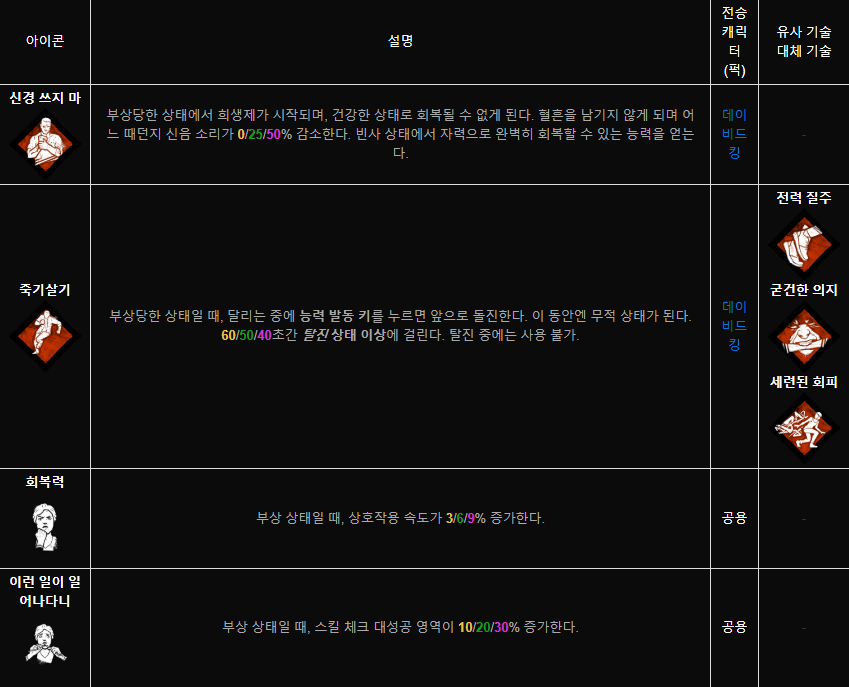 아이콘
설명
전승
캐릭
터
(퍽)
유사 기술
대체 기술
신경 쓰지 마
부상당한 상태에서 희생제가 시작되며, 건강한 상태로 회복될 수 없게 된다. 혈흔을 남기지 않게 되며 어
느 때던지 신음 소리가 0/25/50% 감소한다. 빈사 상태에서 자력으로 완벽히 회복할 수 있는 능력을 얻는
다.
데이
비드
킹
-
죽기살기
부상당한 상태일 때, 달리는 중에 능력 발동 키를 누르면 앞으로 돌진한다. 이 동안엔 무적 상태가 된다.
60/50/40초간 탈진 상태 이상에 걸린다. 탈진 중에는 사용 불가.
데이
비드
킹
전력 질주
굳건한 의지
세련된 회피
회복력
부상 상태일 때, 상호작용 속도가 3/6/9% 증가한다.
공용
-
이런 일이 일
어나다니
부상 상태일 때, 스킬 체크 대성공 영역이 10/20/30% 증가한다.
공용
-